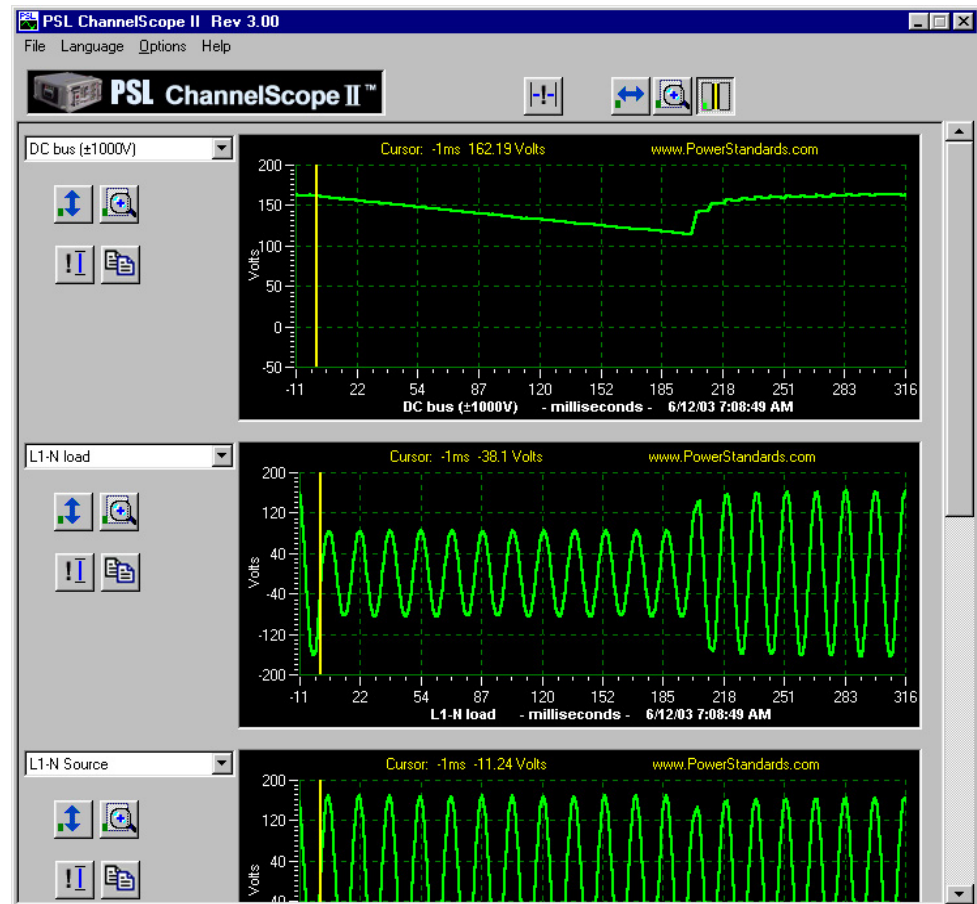 PSL ChannelScope II Rev 3.00
File Language Options Help
PSL ChannelScope II™
DC bus (±1000V)
Cursor: -1ms 162.19 Volts
www.PowerStandards.com
200
150
100
50
0
-50
Volts
-11 22 54 87 120 152 185 218 251 283 316
DC bus (±1000V) - milliseconds - 6/12/03 7:08:49 AM
L1-N load
Cursor: -1ms -38.1 Volts
www.PowerStandards.com
200
120
40
-40
-120
-200
Volts
-11 22 54 87 120 152 185 218 251 283 316
L1-N load - milliseconds - 6/12/03 7:08:49 AM
L1-N Source
Cursor: -1ms -11.24 Volts
www.PowerStandards.com
200
120
40
Volts